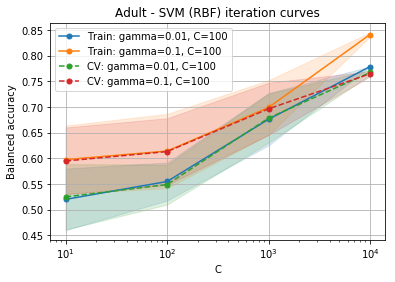 Adult - SVM (RBF) iteration curves
Train: gamma=0.01, C=100
Train: gamma=0.1, C=100
CV: gamma=0.01, C=100
CV: gamma=0.1, C=100
Balanced accuracy
0.85
0.80
0.75
0.70
0.65
0.60
0.55
0.50
0.45
10¹ 10² 10³ 10⁴
C